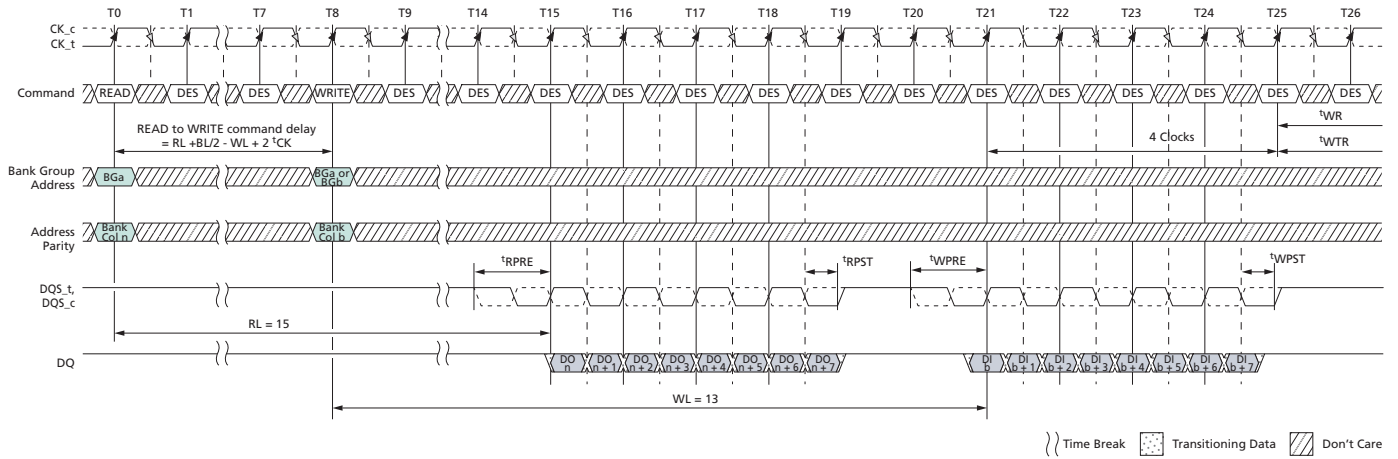 T0 T1 T7 T8 T9 T14 T15 T16 T17 T18 T19 T20 T21 T22 T23 T24 T25 T26
CK_c
CK_t
Command READ DES DES WRITE DES DES DES DES DES DES DES DES DES DES DES DES DES DES
READ to WRITE command delay
= RL +BL/2 - WL + 2 tCK
4 Clocks
tWR
tWTR
Bank Group
Address
BGa
BGa or
BGb
Address
Parity
Bank
Col n
Bank
Col b
tRPRE tRPST tWPRE tWPST
DQS_t,
DQS_c
RL = 15
DQ
DO
n
DO
n + 1
DO
n + 2
DO
n + 3
DO
n + 4
DO
n + 5
DO
n + 6
DO
n + 7
DI
b
DI
b + 1
DI
b + 2
DI
b + 3
DI
b + 4
DI
b + 5
DI
b + 6
DI
b + 7
WL = 13
Time Break Transitioning Data Don't Care